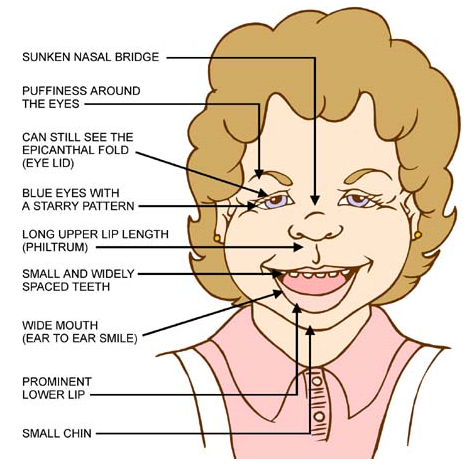 SUNKEN NASAL BRIDGE
PUFFINESS AROUND
THE EYES
CAN STILL SEE THE
EPICANTHAL FOLD
(EYE LID)
BLUE EYES WITH
A STARRY PATTERN
LONG UPPER LIP LENGTH
(PHILTRUM)
SMALL AND WIDELY
SPACED TEETH
WIDE MOUTH
(EAR TO EAR SMILE)
PROMINENT
LOWER LIP
SMALL CHIN